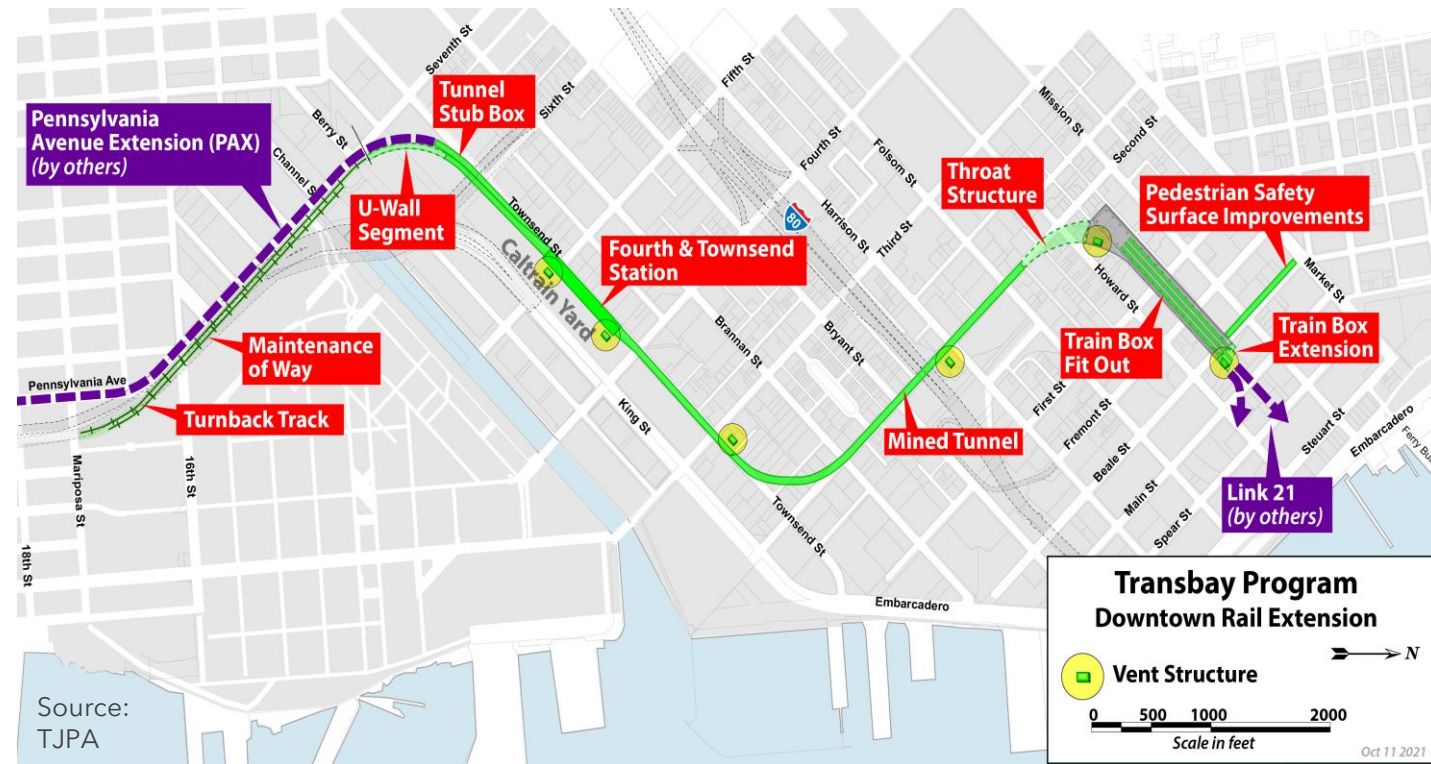 Pennsylvania
Avenue Extension (PAX)
(by others)
Seventh St
Tunnel
Stub Box
Sixth St
Fifth St
Berry St
Channel St
Fourth St
Folsom St
Mission St
Second St
Throat
Structure
Pedestrian Safety
Surface Improvements
U-Wall
Segment
Townsend St
80
Harrison St
Third St
Caltrain Yard
Fourth & Townsend
Station
Howard St
Market St
Maintenance
of Way
Brannan St
Bryant St
Train Box
Fit Out
Train Box
Extension
Pennsylvania Ave
First St
Turnback Track
King St
Mined Tunnel
Fremont St
Steuart St
Embarcadero
Beale St
Mariposa St
16th St
Main St
Link 21
(by others)
Townsend St
Spear St
18th St
Embarcadero
Transbay Program
Downtown Rail Extension
N
Vent Structure
0 500 1000 2000
Scale in feet
Source:
TJPA
Oct 11 2021